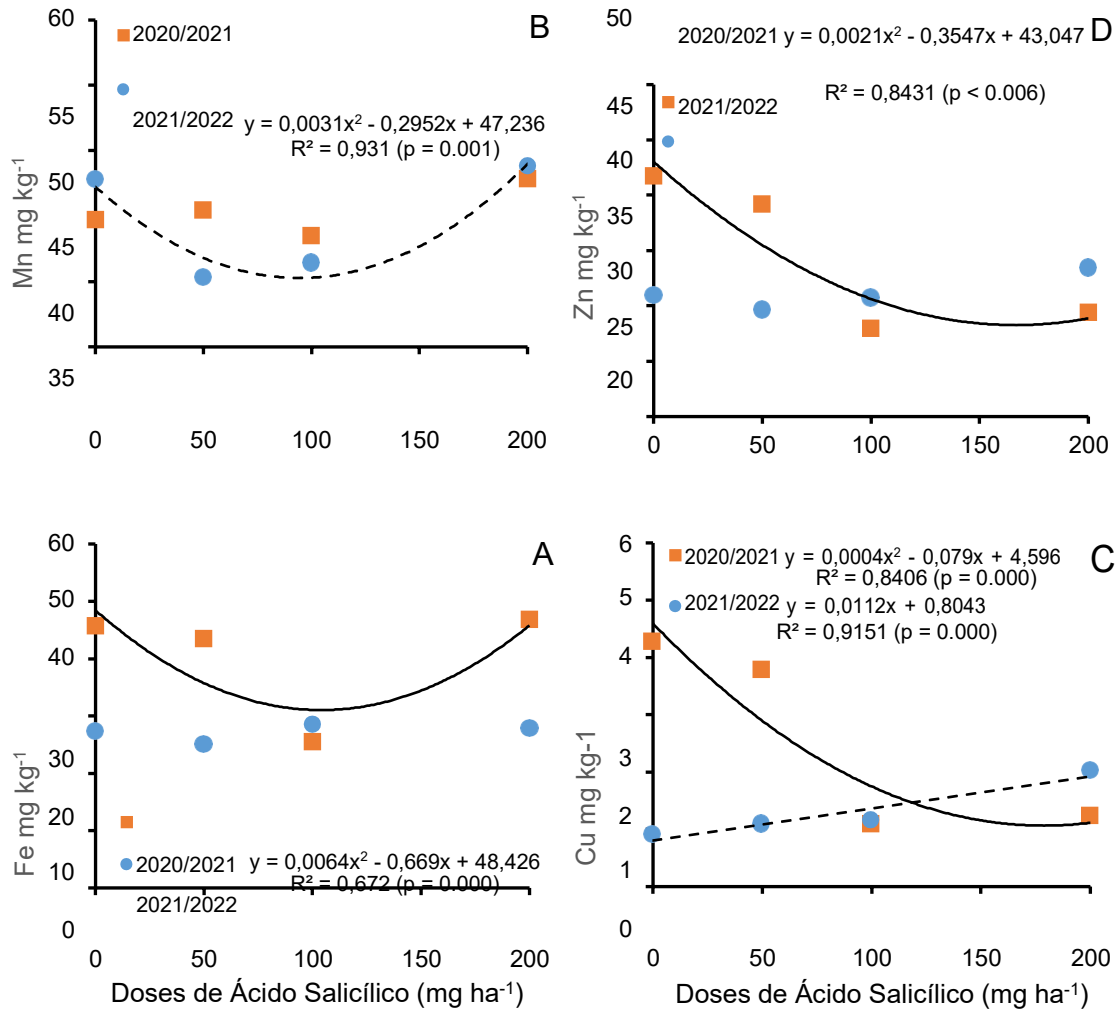 B
60
55
50
45
40
35
Mn mg kg-1
2020/2021
2021/2022 y = 0,0031x2 - 0,2952x + 47,236
R² = 0,931 (p = 0.001)
0 50 100 150 200
D
50
45
40
35
30
25
20
Zn mg kg-1
2020/2021 y = 0,0021x2 - 0,3547x + 43,047
R² = 0,8431 (p < 0.006)
2021/2022
0 50 100 150 200
A
60
50
40
30
20
10
0
Fe mg kg-1
2020/2021 y = 0,0064x2 - 0,669x + 48,426
R² = 0,672 (p = 0.000)
2021/2022
0 50 100 150 200
Doses de Ácido Salicílico (mg ha-1)
C
6
5
4
3
2
1
0
Cu mg kg-1
2020/2021 y = 0,0004x2 - 0,079x + 4,596
R² = 0,8406 (p = 0.000)
2021/2022 y = 0,0112x + 0,8043
R² = 0,9151 (p = 0.000)
0 50 100 150 200
Doses de Ácido Salicílico (mg ha-1)